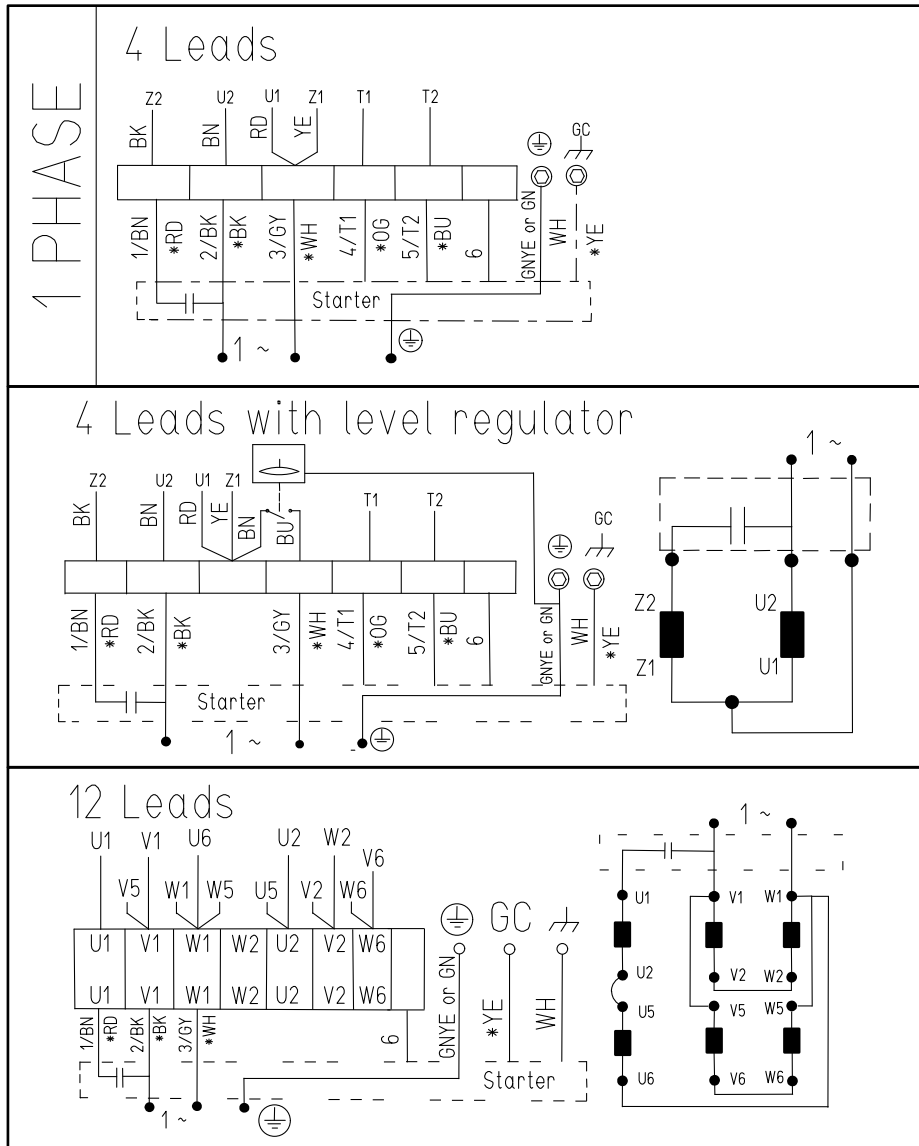 1 PHASE
4 Leads
Z2 U2 U1 Z1 T1 T2 GC
BK BN RD YE
1/BN *RD 2/BK *BK 3/GY *WH 4/T1 *OG 5/T2 *BU 6 GNYE or GN WH *YE
Starter
1 ~
4 Leads with level regulator
Z2 U2 U1 Z1 T1 T2 GC
BK BN RD YE BN BU
1/BN *RD 2/BK *BK 3/GY *WH 4/T1 *OG 5/T2 *BU 6 GNYE or GN WH *YE
Starter
1 ~
1 ~
Z2 U2
Z1 U1
12 Leads
U1 V1 U6 U2 W2
V6
V5 W1 W5 U5 V2 W6
U1 V1 W1 W2 U2 V2 W6
U1 V1 W1 W2 U2 V2 W6
GC
1/BN *RD 2/BK *BK 3/GY *WH 6 GNYE or GN *YE WH
Starter
1 ~
1 ~
U1 V1 W1
U2 V2 W2
U5 V5 W5
U6 V6 W6